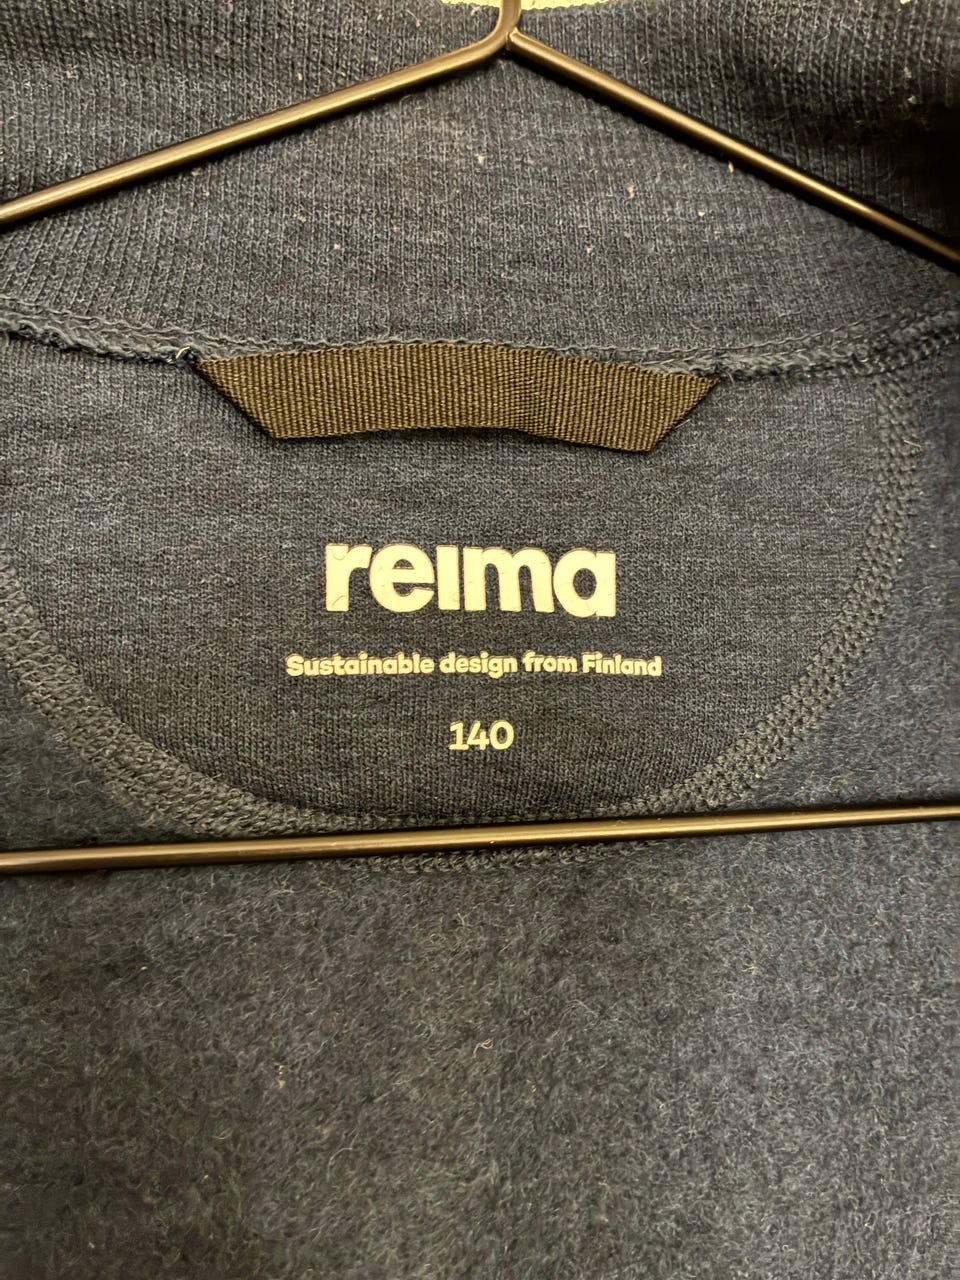 reima
Sustainable design from Finland
140